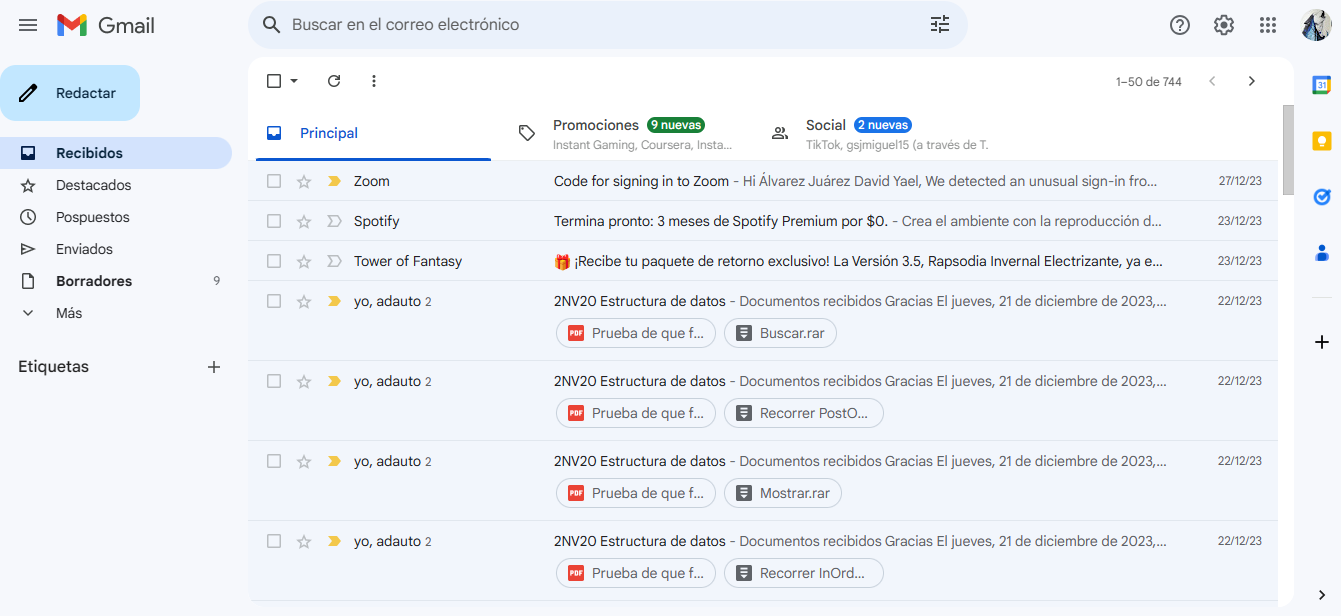 Gmail
Buscar en el correo electrónico
Redactar
1–50 de 744
Recibidos
Destacados
Pospuestos
Enviados
Borradores 9
Más
Etiquetas
Principal
Promociones 9 nuevas
Instant Gaming, Coursera, Insta...
Social 2 nuevas
TikTok, gsjmiguel15 (a través de T.
Zoom Code for signing in to Zoom - Hi Álvarez Juárez David Yael, We detected an unusual sign-in fro... 27/12/23
Spotify Termina pronto: 3 meses de Spotify Premium por $0. - Crea el ambiente con la reproducción d... 23/12/23
Tower of Fantasy 🎁 ¡Recibe tu paquete de retorno exclusivo! La Versión 3.5, Rapsodia Invernal Electrizante, ya e... 23/12/23
yo, adauto 2 2NV20 Estructura de datos - Documentos recibidos Gracias El jueves, 21 de diciembre de 2023,... 22/12/23
PDF Prueba de que f... Buscar.rar
yo, adauto 2 2NV20 Estructura de datos - Documentos recibidos Gracias El jueves, 21 de diciembre de 2023,... 22/12/23
PDF Prueba de que f... Recorrer PostO...
yo, adauto 2 2NV20 Estructura de datos - Documentos recibidos Gracias El jueves, 21 de diciembre de 2023,... 22/12/23
PDF Prueba de que f... Mostrar.rar
yo, adauto 2 2NV20 Estructura de datos - Documentos recibidos Gracias El jueves, 21 de diciembre de 2023,... 22/12/23
PDF Prueba de que f... Recorrer InOrd...
31